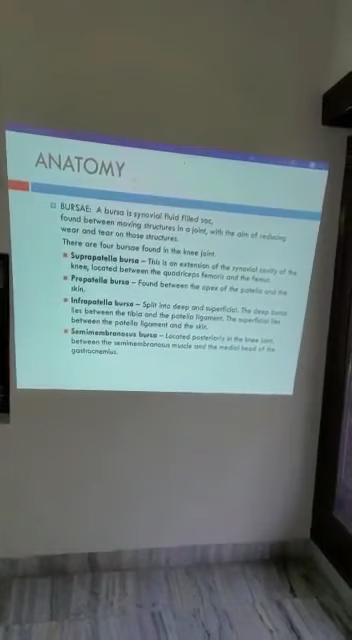 ANATOMY
BURSAE: A bursa is synovial fluid filled sac,
found between moving structures in a joint, with the aim of reducing
wear and tear on those structures.
There are four bursae found in the knee joint.
Suprapatella bursa – This is an extension of the synovial cavity of the
knee, located between the quadriceps femoris and the femur.
Prepatella bursa – Found between the apex of the patella and the
skin.
Infrapatella bursa – Split into deep and superficial. The deep bursa
lies between the tibia and the patella ligament. The superficial lies
between the patella ligament and the skin.
Semimembranosus bursa – Located posteriorly in the knee joint,
between the semimembranosus muscle and the medial head of the
gastrocnemius.